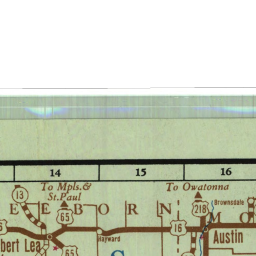 14 15 16
To Mpls.& To Owatonna
St.Paul
13 218 Brownsdale
E E B O R N M O
65
16
bert Lea Hayward Austin
65